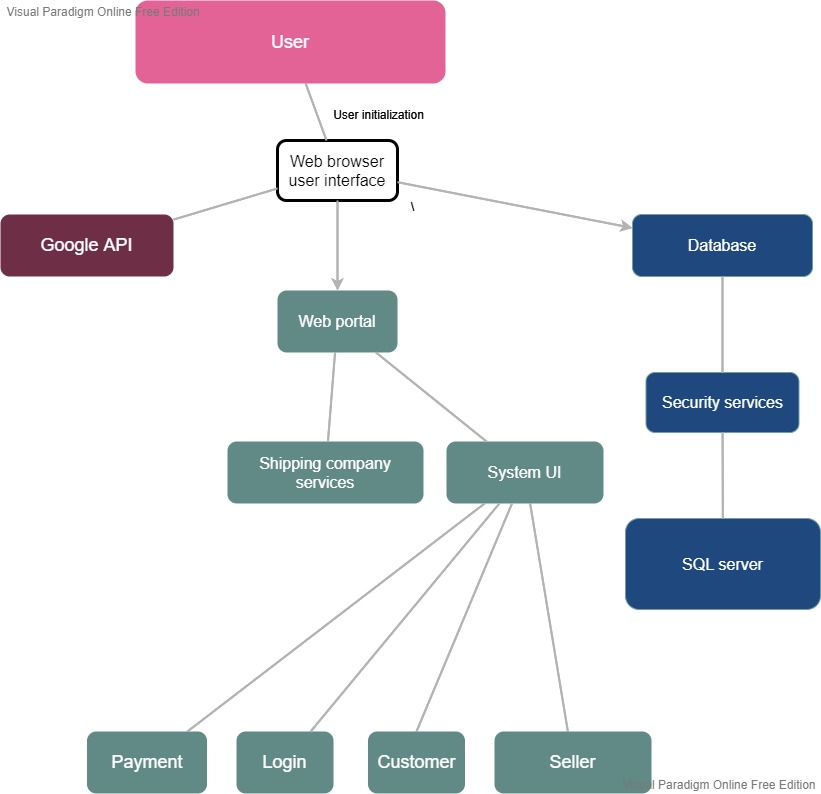 Visual Paradigm Online Free Edition
User
User initialization
Web browser
user interface
\
Google API
Database
Web portal
Security services
Shipping company
services
System UI
SQL server
Payment
Login
Customer
Seller
Visual Paradigm Online Free Edition